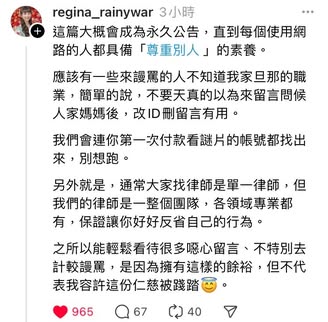 regina_rainywar 3小時
這篇大概會成為永久公告，直到每個使用網
路的人都具備「尊重別人 」的素養。
應該有一些來謾罵的人不知道我家旦那的職
業，簡單的說，不要天真的以為來留言問候
人家媽媽後，改ID刪留言有用。
我們會連你第一次付款看謎片的帳號都找出
來，別想跑。
另外就是，通常大家找律師是單一律師，但
我們的律師是一整個團隊，各領域專業都
有，保證讓你好好反省自己的行為。
之所以能輕鬆看待很多惡心留言、不特別去
計較謾罵，是因為擁有這樣的餘裕，但不代
表我容許這份仁慈被踐踏😇。
965 67 40